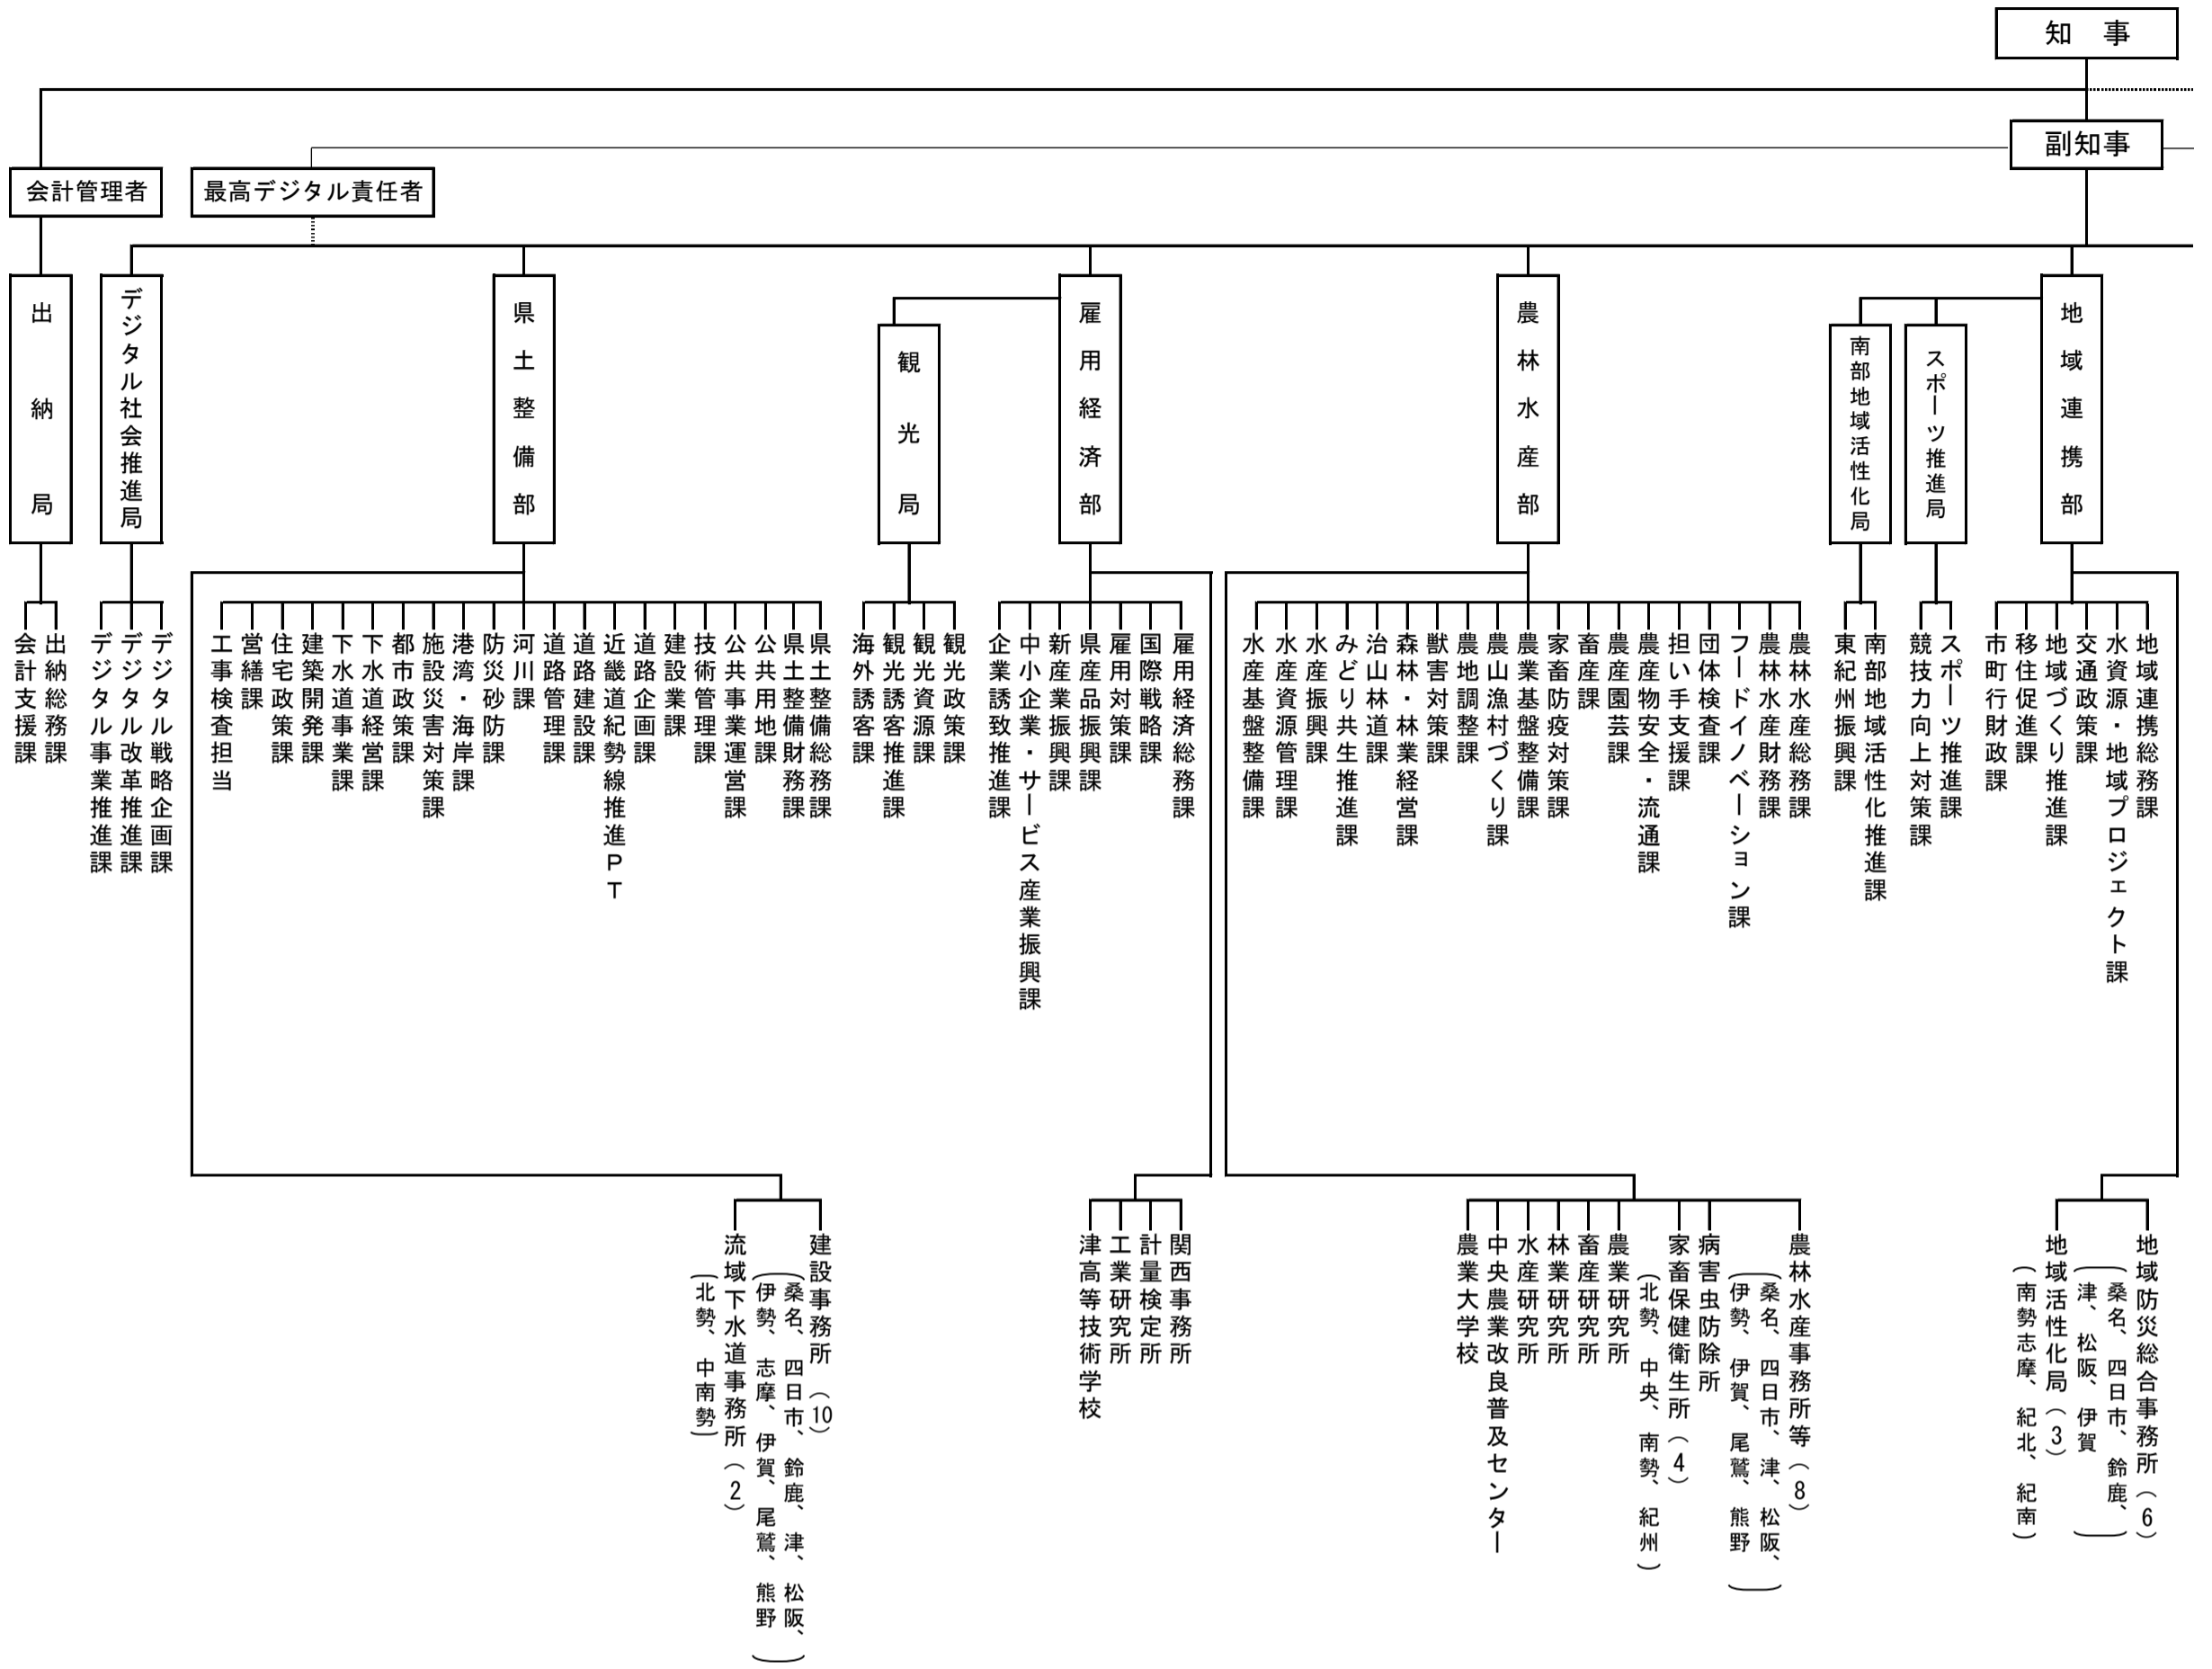 知 事
副知事
会計管理者
最高デジタル責任者
地域連携部
スポーツ推進局
南部地域活性化局
農林水産部
雇用経済部
観光局
県土整備部
デジタル社会推進局
出納局
地域連携総務課
水資源・地域プロジェクト課
交通政策課
地域づくり推進課
移住促進課
市町行財政課
スポーツ推進課
競技力向上対策課
南部地域活性化推進課
東紀州振興課
農林水産総務課
農林水産財務課
フードイノベーション課
団体検査課
担い手支援課
農産物安全・流通課
農産園芸課
畜産課
家畜防疫対策課
農業基盤整備課
農山漁村づくり課
農地調整課
獣害対策課
森林・林業経営課
治山林道課
みどり共生推進課
水産振興課
水産資源管理課
水産基盤整備課
雇用経済総務課
国際戦略課
雇用対策課
県産品振興課
新産業振興課
中小企業・サービス産業振興課
企業誘致推進課
観光政策課
観光資源課
観光誘客推進課
海外誘客課
県土整備総務課
県土整備財務課
公共用地課
公共事業運営課
技術管理課
建設業課
道路企画課
近畿道紀勢線推進PT
道路建設課
道路管理課
河川課
防災砂防課
港湾・海岸課
施設災害対策課
都市政策課
下水道経営課
下水道事業課
建築開発課
住宅政策課
営繕課
工事検査担当
デジタル戦略企画課
デジタル改革推進課
デジタル事業推進課
出納総務課
会計支援課
地域防災総合事務所(6)
(桑名、四日市、鈴鹿、
津、松阪、伊賀)
地域活性化局(3)
(南勢志摩、紀北、紀南)
農林水産事務所等(8)
(桑名、四日市、津、松阪、
伊勢、伊賀、尾鷲、熊野)
病害虫防除所
家畜保健衛生所(4)
(北勢、中央、南勢、紀州)
農業研究所
畜産研究所
林業研究所
水産研究所
中央農業改良普及センター
農業大学校
関西事務所
計量検定所
工業研究所
津高等技術学校
建設事務所(10)
(桑名、四日市、鈴鹿、津、松阪、
伊勢、志摩、伊賀、尾鷲、熊野)
流域下水道事務所(2)
(北勢、中南勢)